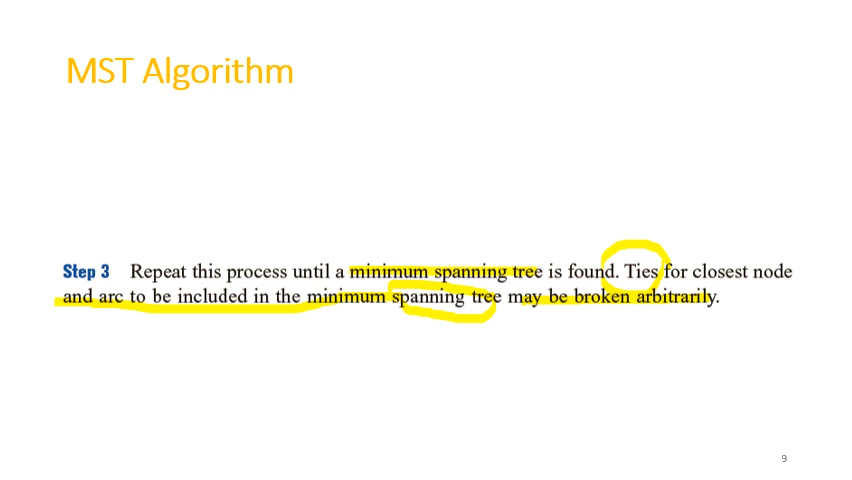 MST Algorithm
Step 3 Repeat this process until a minimum spanning tree is found. Ties for closest node
and arc to be included in the minimum spanning tree may be broken arbitrarily.
9